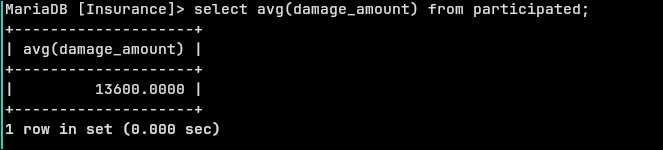 MariaDB [Insurance]> select avg(damage_amount) from participated;
+--------------------+
| avg(damage_amount) |
+--------------------+
|         13600.0000 |
+--------------------+
1 row in set (0.000 sec)